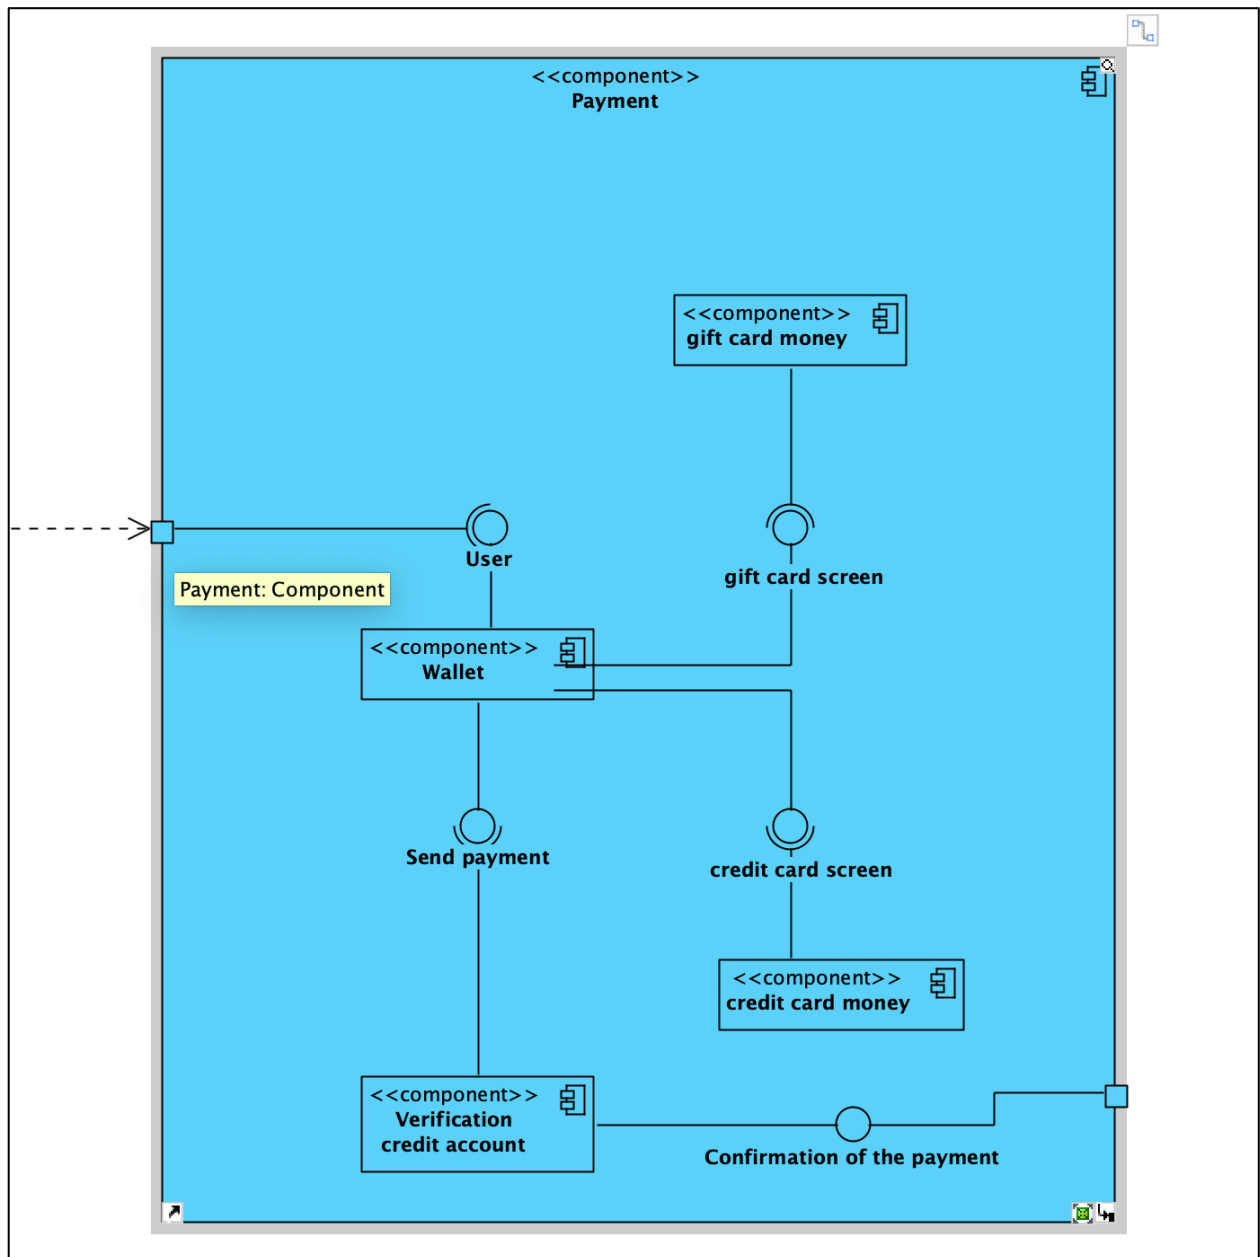 <<component>>
Payment
<<component>>
gift card money
User
gift card screen
Payment: Component
<<component>>
Wallet
Send payment
credit card screen
<<component>>
credit card money
<<component>>
Verification
credit account
Confirmation of the payment